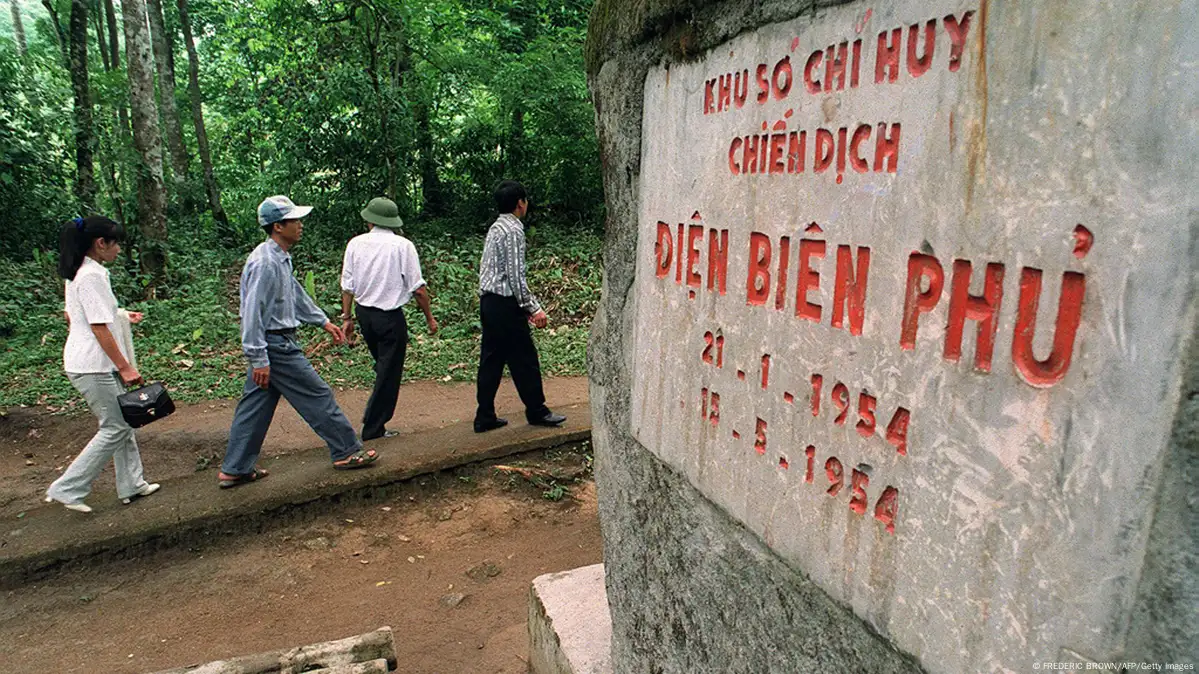 KHU SỞ CHỈ HUY
CHIẾN DỊCH
ĐIỆN BIÊN PHỦ
21-1-1954
15-5-1954
© FREDERIC BROWN/AFP/Getty Images